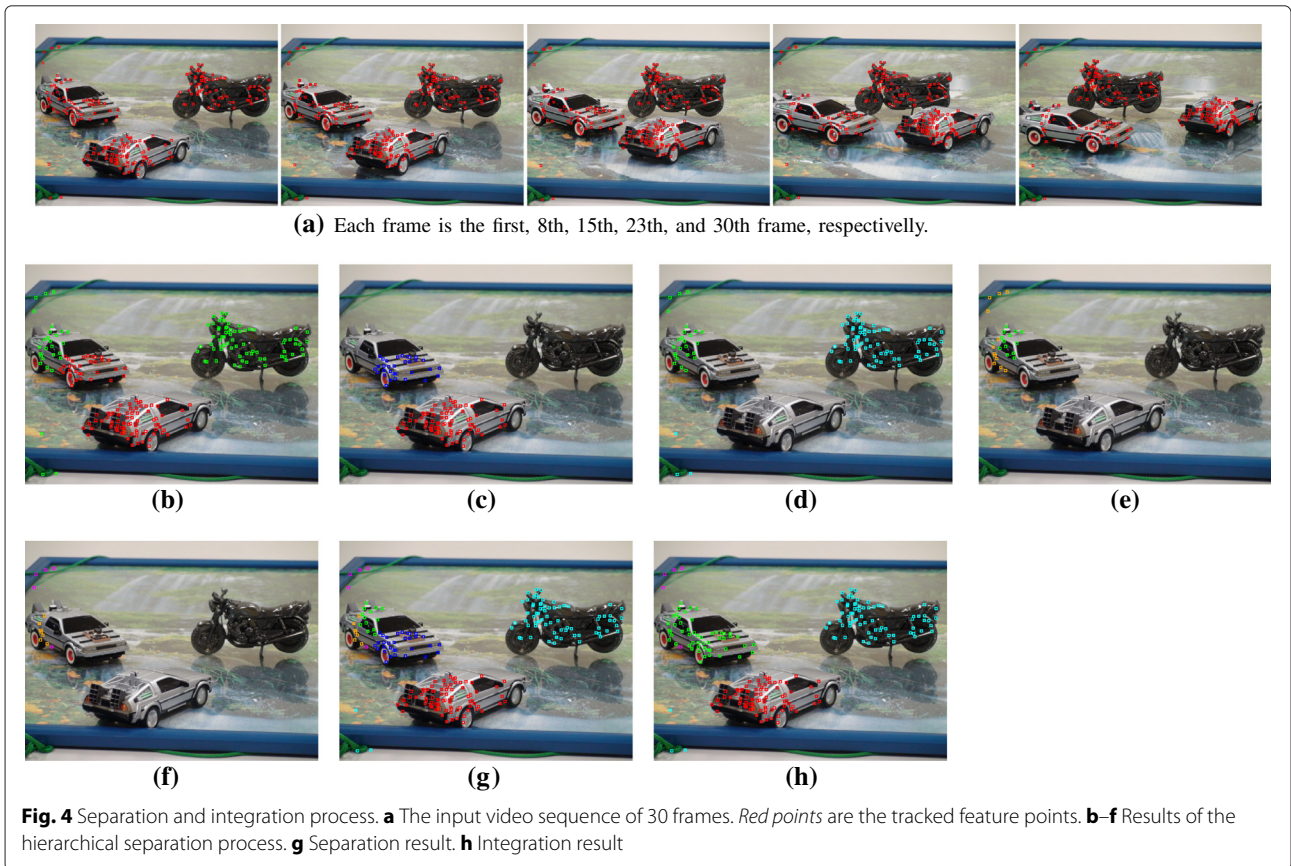 (a) Each frame is the first, 8th, 15th, 23th, and 30th frame, respectivelly.
(b)
(c)
(d)
(e)
(f)
(g)
(h)
Fig. 4 Separation and integration process. a The input video sequence of 30 frames. Red points are the tracked feature points. b–f Results of the
hierarchical separation process. g Separation result. h Integration result